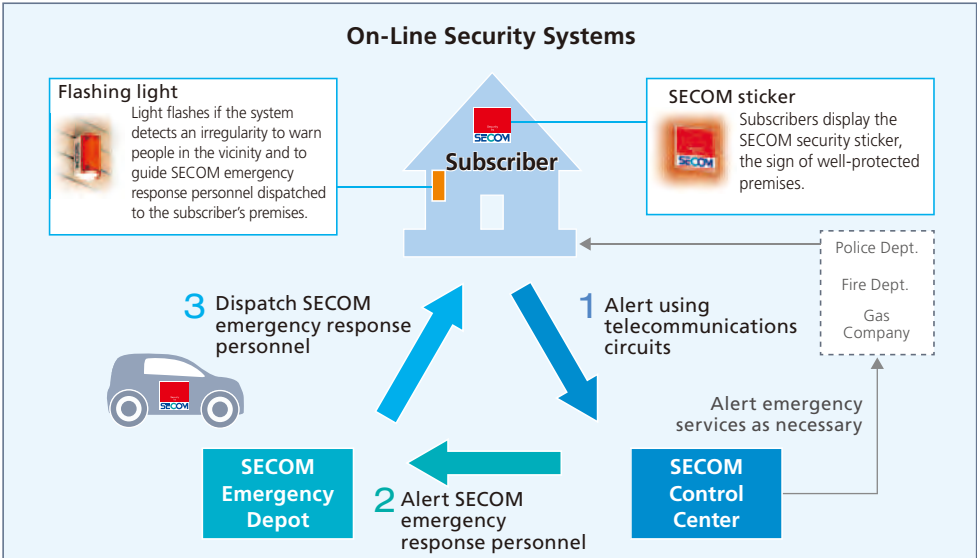 On-Line Security Systems
Flashing light
Light flashes if the system
detects an irregularity to warn
people in the vicinity and to
guide SECOM emergency
response personnel dispatched
to the subscriber's premises.
SECOM
Subscriber
SECOM sticker
Subscribers display the
SECOM security sticker,
the sign of well-protected
premises.
SECOM
Police Dept.
Fire Dept.
Gas
Company
3 Dispatch SECOM
emergency response
personnel
1 Alert using
telecommunications
circuits
SECOM
Alert emergency
services as necessary
SECOM
Emergency
Depot
2 Alert SECOM
emergency
response personnel
SECOM
Control
Center